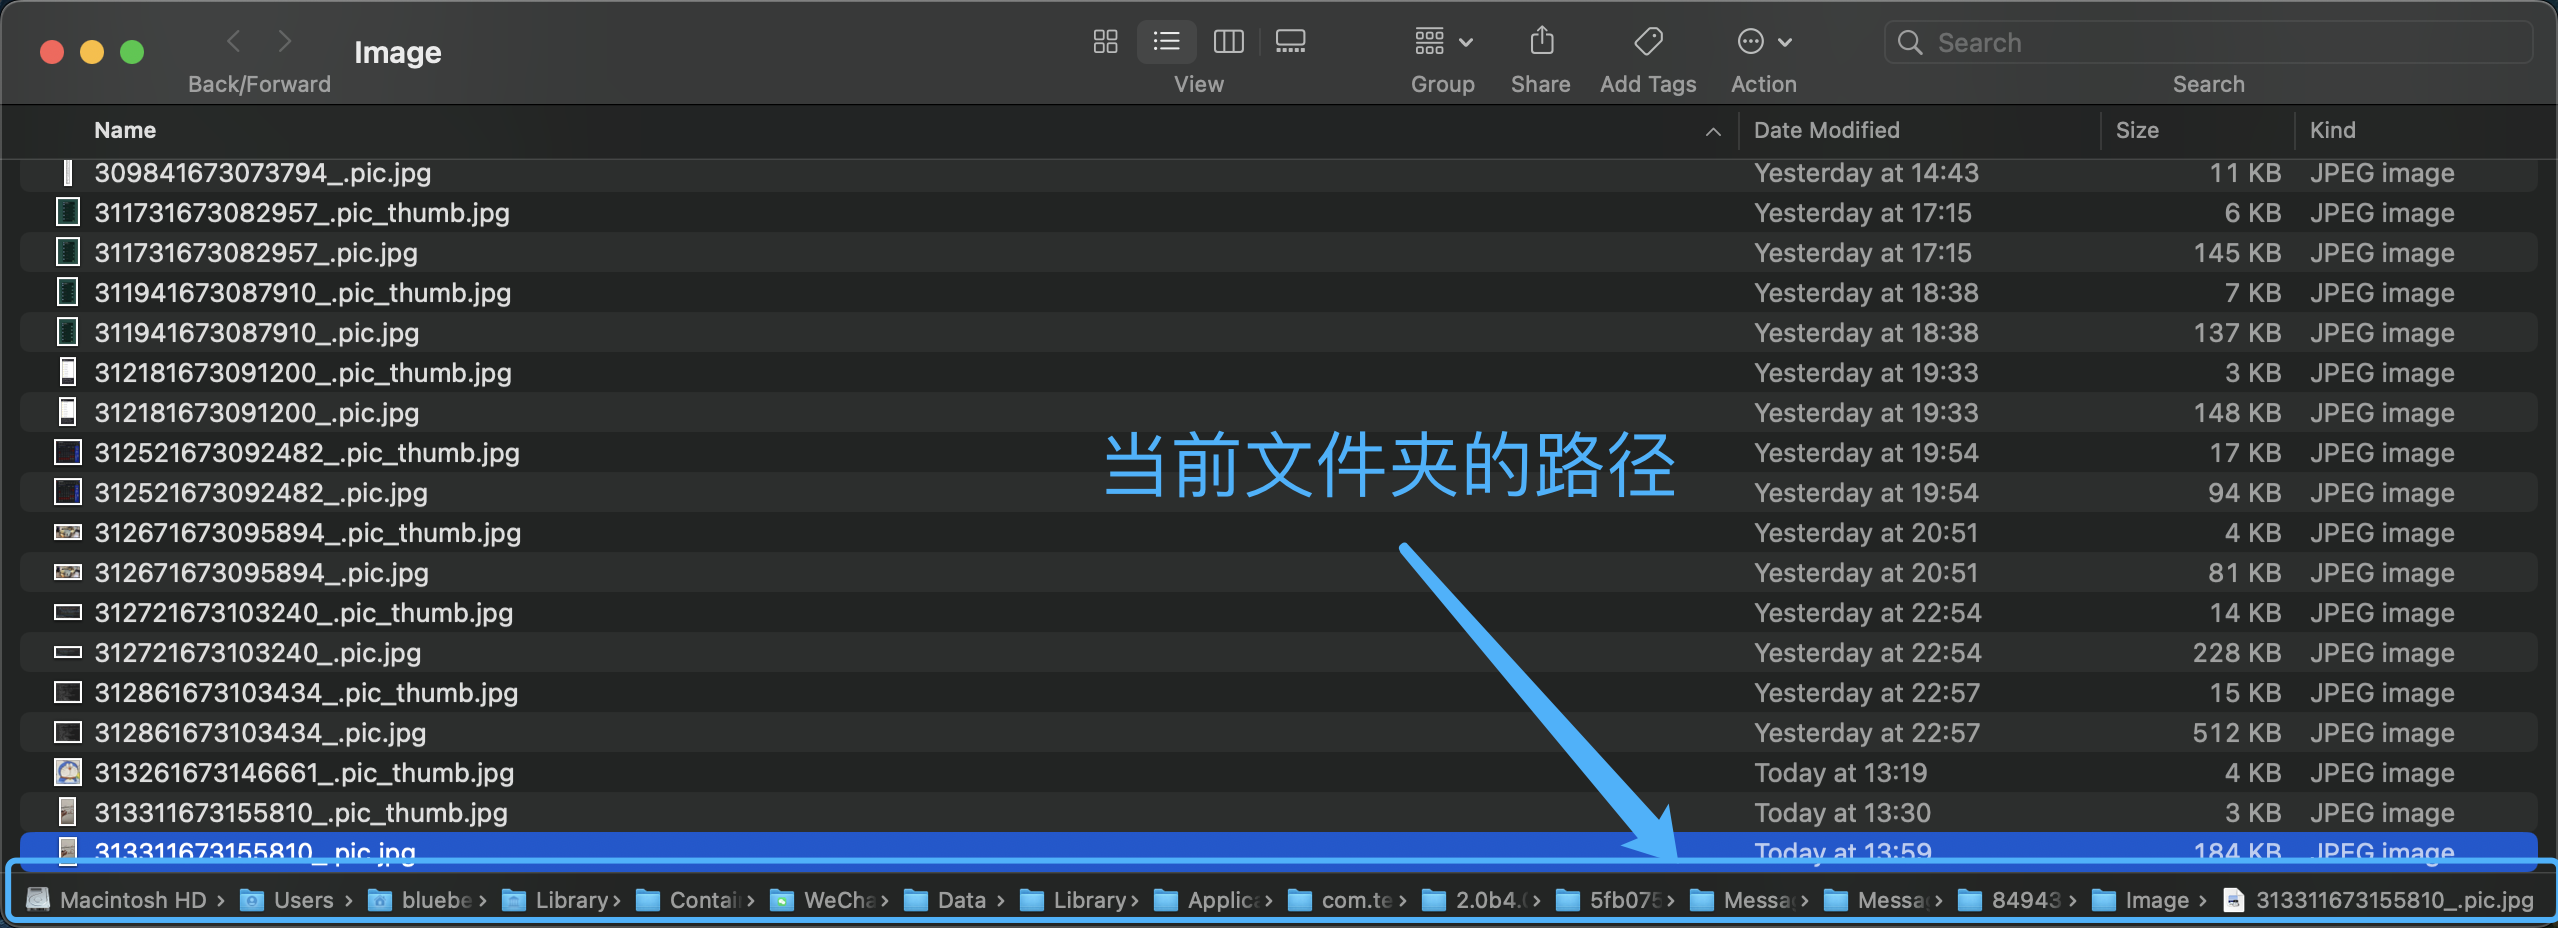 Image
Back/Forward
View
Group
Share
Add Tags
Action
Search
Search
Name Date Modified Size Kind
309841673073794_.pic.jpg Yesterday at 14:43 11 KB JPEG image
311731673082957_.pic_thumb.jpg Yesterday at 17:15 6 KB JPEG image
311731673082957_.pic.jpg Yesterday at 17:15 145 KB JPEG image
311941673087910_.pic_thumb.jpg Yesterday at 18:38 7 KB JPEG image
311941673087910_.pic.jpg Yesterday at 18:38 137 KB JPEG image
312181673091200_.pic_thumb.jpg Yesterday at 19:33 3 KB JPEG image
312181673091200_.pic.jpg Yesterday at 19:33 148 KB JPEG image
312521673092482_.pic_thumb.jpg Yesterday at 19:54 17 KB JPEG image
312521673092482_.pic.jpg Yesterday at 19:54 94 KB JPEG image
312671673095894_.pic_thumb.jpg Yesterday at 20:51 4 KB JPEG image
312671673095894_.pic.jpg Yesterday at 20:51 81 KB JPEG image
312721673103240_.pic_thumb.jpg Yesterday at 22:54 14 KB JPEG image
312721673103240_.pic.jpg Yesterday at 22:54 228 KB JPEG image
312861673103434_.pic_thumb.jpg Yesterday at 22:57 15 KB JPEG image
312861673103434_.pic.jpg Yesterday at 22:57 512 KB JPEG image
313261673146661_.pic_thumb.jpg Today at 13:19 4 KB JPEG image
313311673155810_.pic_thumb.jpg Today at 13:30 3 KB JPEG image
313311673155810_.pic.jpg Today at 13:59 184 KB JPEG image
当前文件夹的路径
Macintosh HD › Users › bluebe › Library › Contai › WeCha › Data › Library › Applica › com.te › 2.0b4. › 5fb075 › Messa › Messa › 84943 › Image › 313311673155810_.pic.jpg